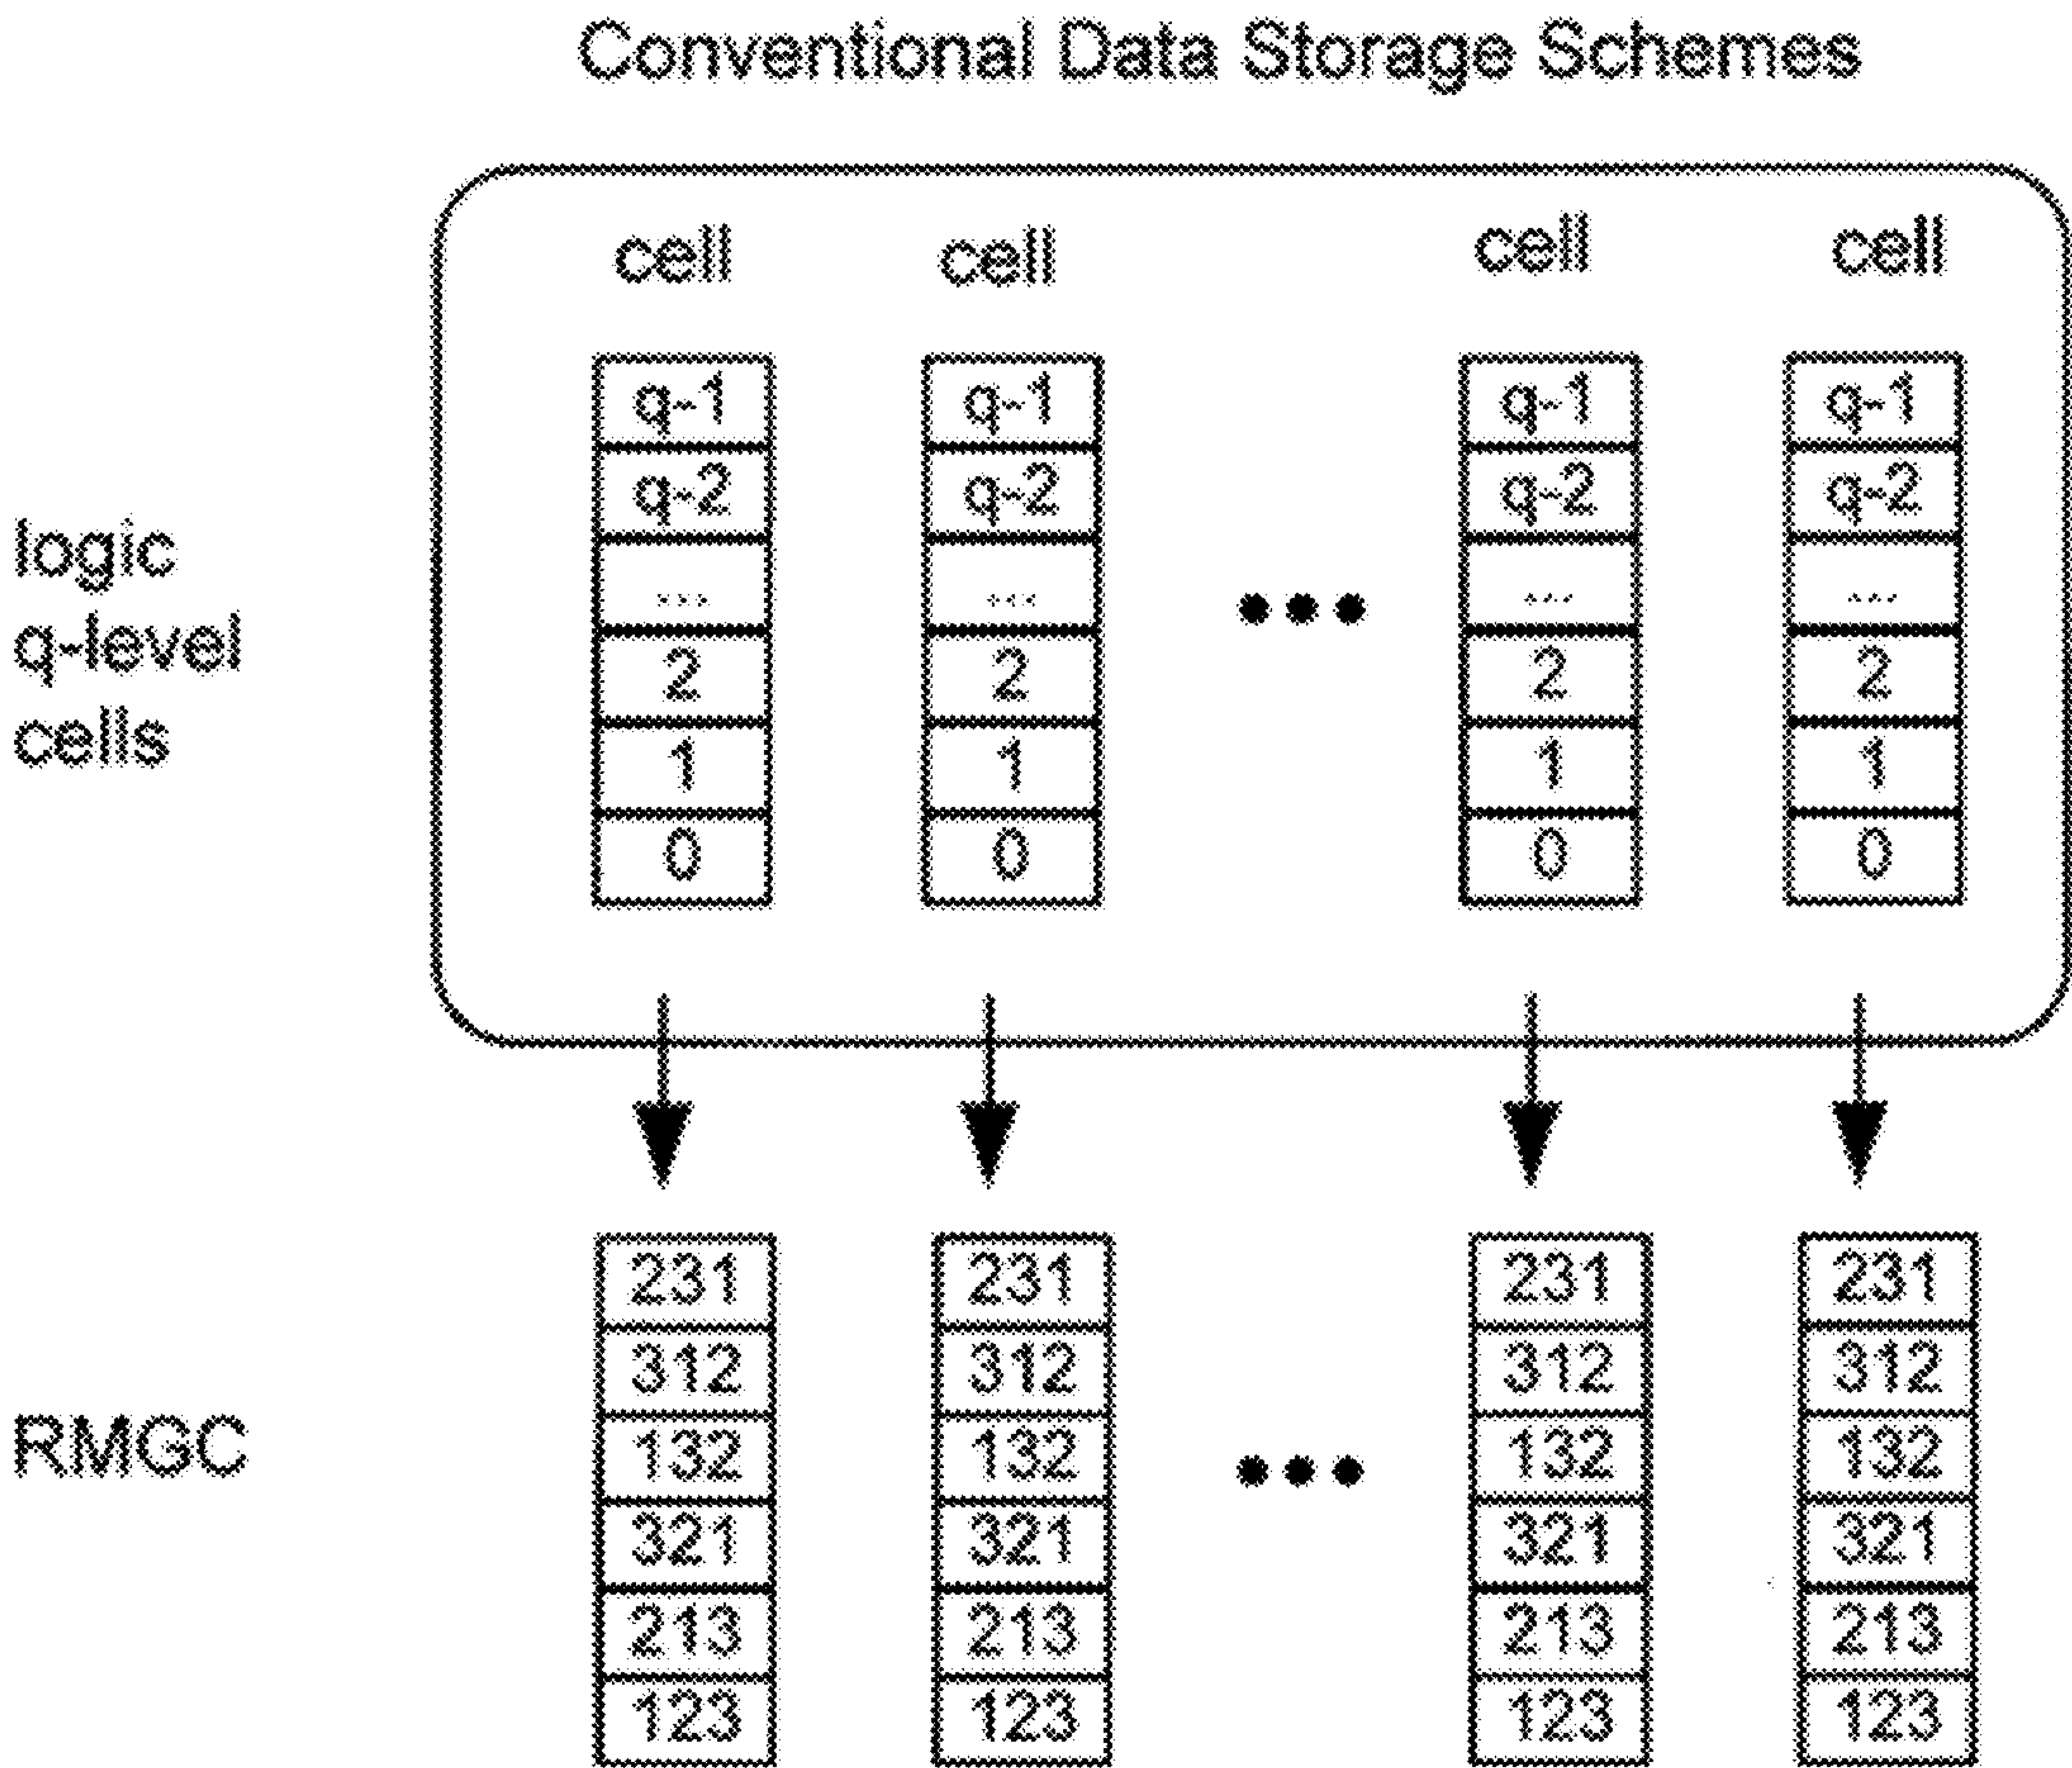 Conventional Data Storage Schemes
cell cell cell cell
q-1 q-1 q-1 q-1
q-2 q-2 q-2 q-2
logic
q-level
cells
... ... ... ...
2 2 2 2
1 1 1 1
0 0 0 0
231 231 231 231
312 312 312 312
RMGC
132 132 132 132
321 321 321 321
213 213 213 213
123 123 123 123